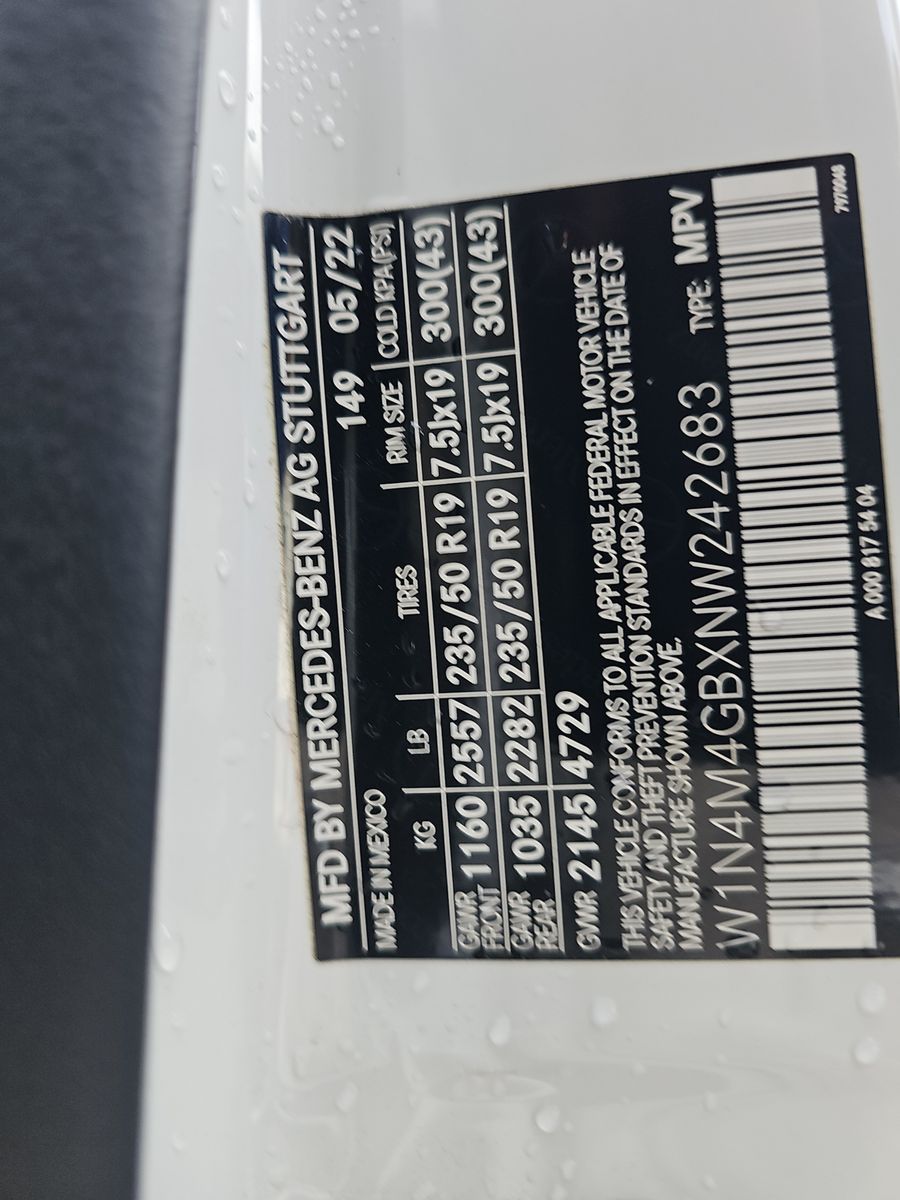 MFD BY MERCEDES-BENZ AG STUTTGART
MADE IN MEXICO 149 05/22
KG LB TIRES RIM SIZE COLD KPA(PSI)
GAWR FRONT 1160 2557 235/50 R19 7.5Jx19 300(43)
GAWR REAR 1035 2282 235/50 R19 7.5Jx19 300(43)
GVWR 2145 4729
THIS VEHICLE CONFORMS TO ALL APPLICABLE FEDERAL MOTOR VEHICLE
SAFETY AND THEFT PREVENTION STANDARDS IN EFFECT ON THE DATE OF
MANUFACTURE SHOWN ABOVE.
W1N4M4GBXNW242683 TYPE: MPV
A 000 817 54 04 7970048